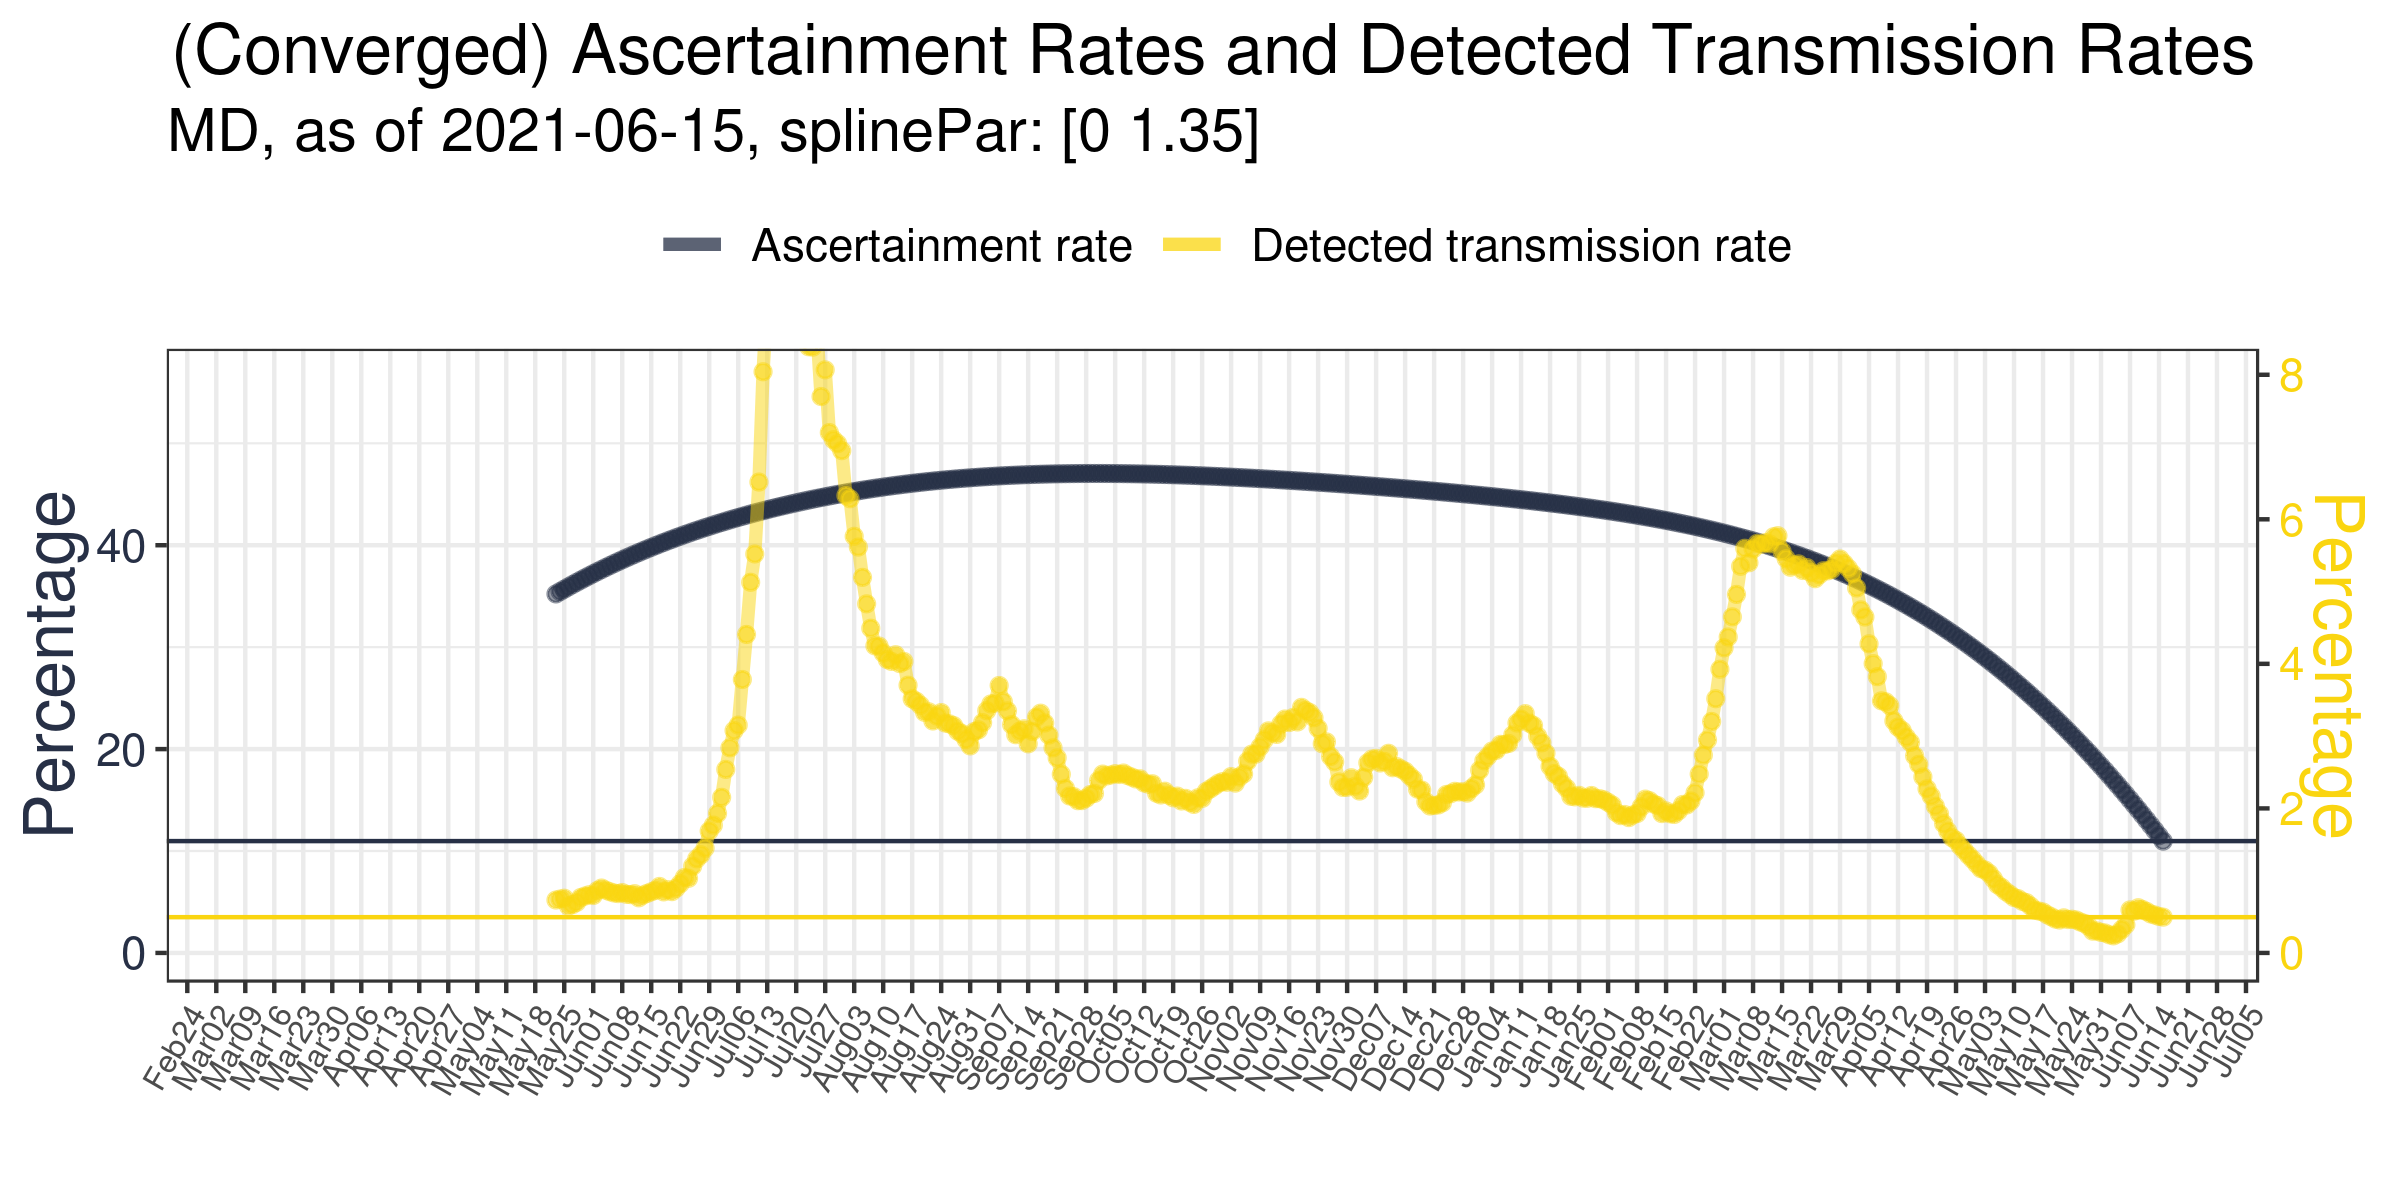 (Converged) Ascertainment Rates and Detected Transmission Rates
MD, as of 2021-06-15, splinePar: [0 1.35]
Ascertainment rate
Detected transmission rate
Percentage
40
20
0
8
6
4
2
0
Percentage
Feb24
Mar02
Mar09
Mar16
Mar23
Mar30
Apr06
Apr13
Apr20
Apr27
May04
May11
May18
May25
Jun01
Jun08
Jun15
Jun22
Jun29
Jul06
Jul13
Jul20
Jul27
Aug03
Aug10
Aug17
Aug24
Aug31
Sep07
Sep14
Sep21
Sep28
Oct05
Oct12
Oct19
Oct26
Nov02
Nov09
Nov16
Nov23
Nov30
Dec07
Dec14
Dec21
Dec28
Jan04
Jan11
Jan18
Jan25
Feb01
Feb08
Feb15
Feb22
Mar01
Mar08
Mar15
Mar22
Mar29
Apr05
Apr12
Apr19
Apr26
May03
May10
May17
May24
May31
Jun07
Jun14
Jun21
Jun28
Jul05